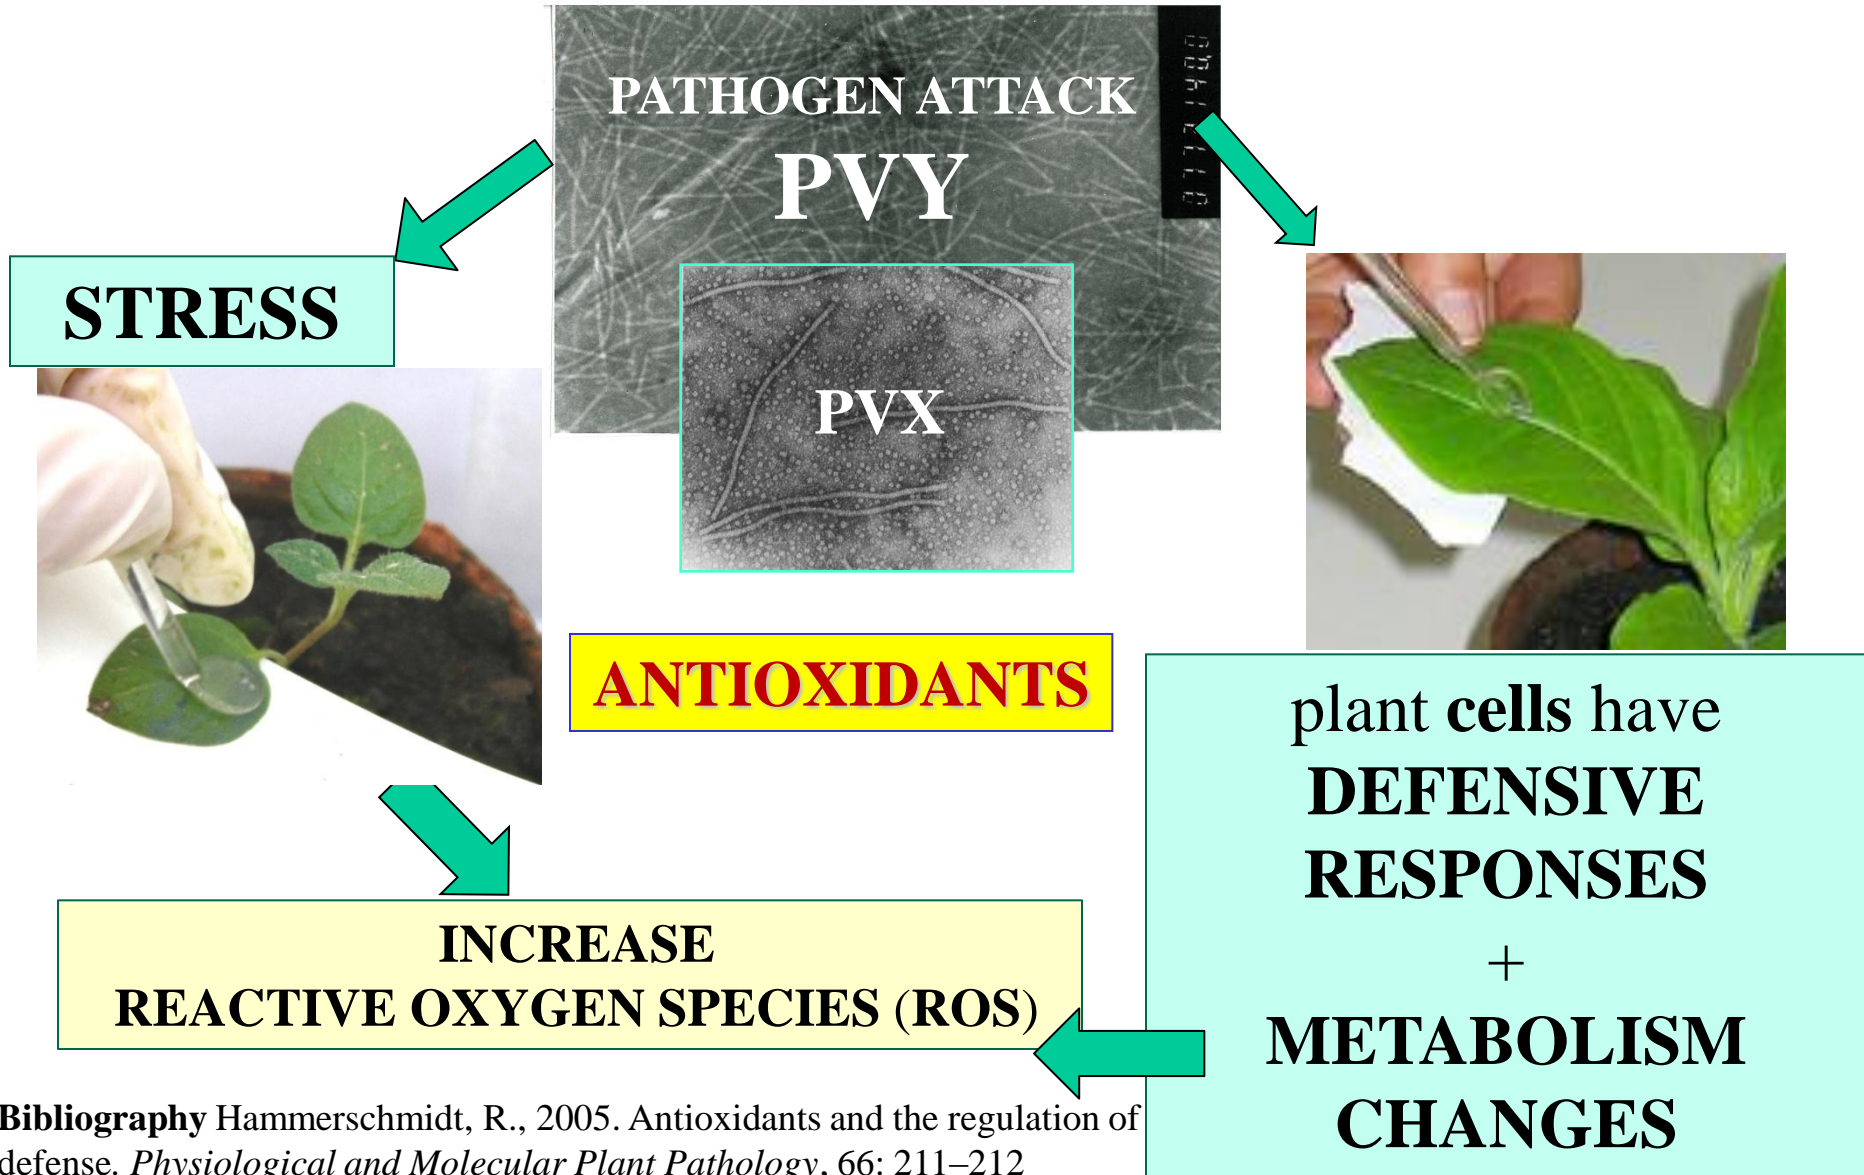 PATHOGEN ATTACK
PVY
STRESS
PVX
ANTIOXIDANTS
plant cells have
DEFENSIVE
RESPONSES
+
METABOLISM
CHANGES
INCREASE
REACTIVE OXYGEN SPECIES (ROS)
Bibliography Hammerschmidt, R., 2005. Antioxidants and the regulation of
defense. Physiological and Molecular Plant Pathology, 66: 211–212